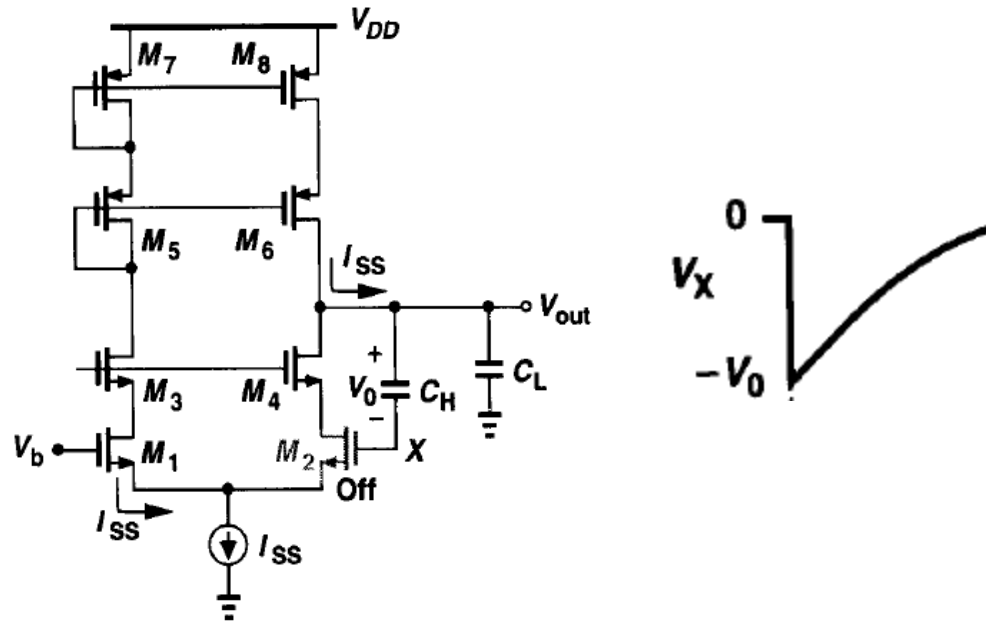 V_DD
M_7 M_8
M_5 M_6
I_SS
V_out
+
V_0 C_H C_L
−
M_3 M_4
V_b M_1 M_2 X
Off
I_SS
I_SS
0
V_X
−V_0